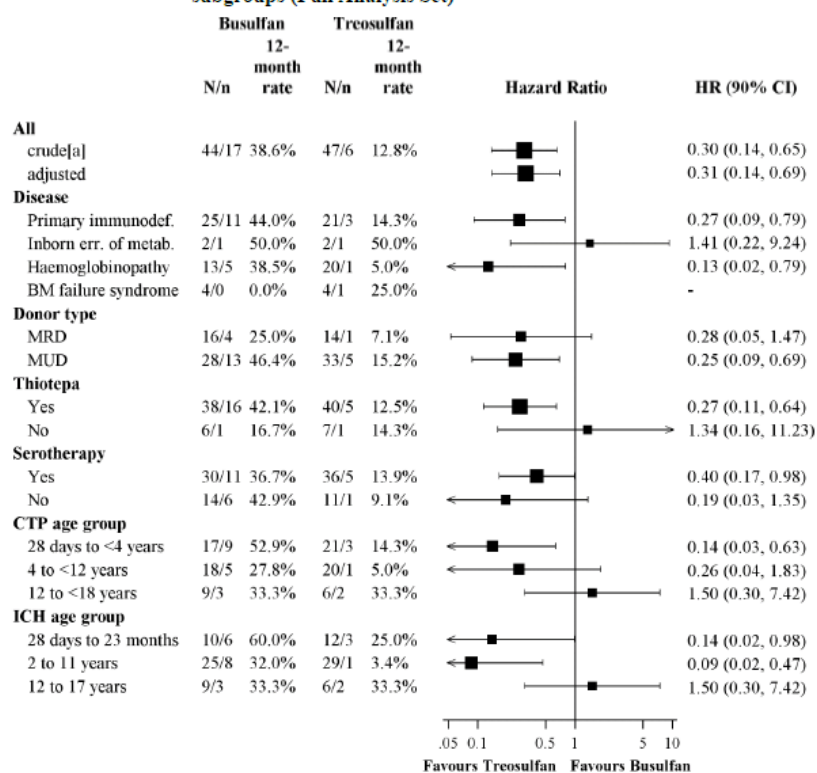 subgroups (Full Analysis Set)
Busulfan Treosulfan
12- 12-
month month
N/n rate N/n rate Hazard Ratio HR (90% CI)
All
crude[a] 44/17 38.6% 47/6 12.8% 0.30 (0.14, 0.65)
adjusted 0.31 (0.14, 0.69)
Disease
Primary immunodef. 25/11 44.0% 21/3 14.3% 0.27 (0.09, 0.79)
Inborn err. of metab. 2/1 50.0% 2/1 50.0% 1.41 (0.22, 9.24)
Haemoglobinopathy 13/5 38.5% 20/1 5.0% 0.13 (0.02, 0.79)
BM failure syndrome 4/0 0.0% 4/1 25.0% -
Donor type
MRD 16/4 25.0% 14/1 7.1% 0.28 (0.05, 1.47)
MUD 28/13 46.4% 33/5 15.2% 0.25 (0.09, 0.69)
Thiotepa
Yes 38/16 42.1% 40/5 12.5% 0.27 (0.11, 0.64)
No 6/1 16.7% 7/1 14.3% 1.34 (0.16, 11.23)
Serotherapy
Yes 30/11 36.7% 36/5 13.9% 0.40 (0.17, 0.98)
No 14/6 42.9% 11/1 9.1% 0.19 (0.03, 1.35)
CTP age group
28 days to <4 years 17/9 52.9% 21/3 14.3% 0.14 (0.03, 0.63)
4 to <12 years 18/5 27.8% 20/1 5.0% 0.26 (0.04, 1.83)
12 to <18 years 9/3 33.3% 6/2 33.3% 1.50 (0.30, 7.42)
ICH age group
28 days to 23 months 10/6 60.0% 12/3 25.0% 0.14 (0.02, 0.98)
2 to 11 years 25/8 32.0% 29/1 3.4% 0.09 (0.02, 0.47)
12 to 17 years 9/3 33.3% 6/2 33.3% 1.50 (0.30, 7.42)
.05 0.1 0.5 1 5 10
Favours Treosulfan Favours Busulfan